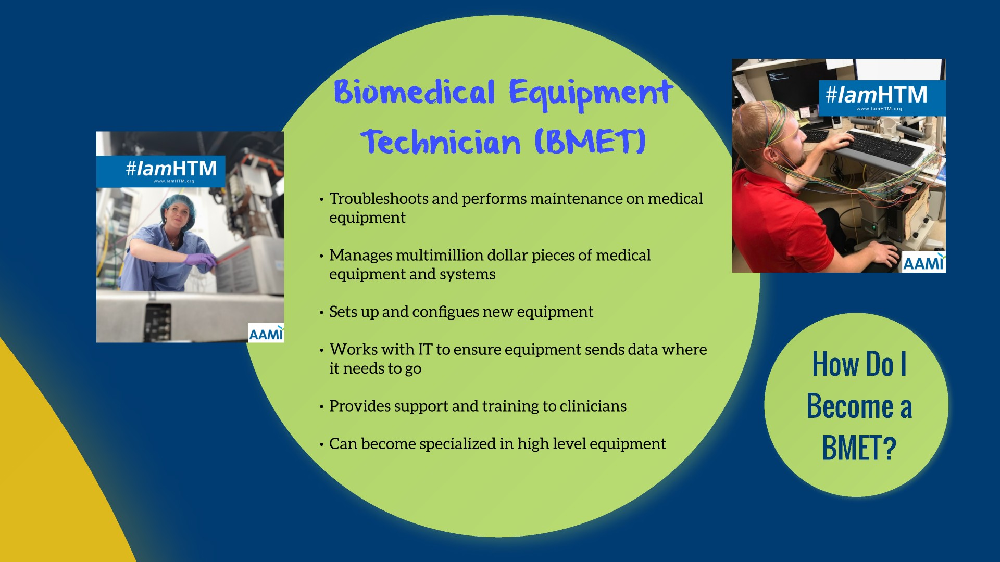 Biomedical Equipment
Technician (BMET)
• Troubleshoots and performs maintenance on medical
equipment
• Manages multimillion dollar pieces of medical
equipment and systems
• Sets up and configues new equipment
• Works with IT to ensure equipment sends data where
it needs to go
• Provides support and training to clinicians
• Can become specialized in high level equipment
#IamHTM
www.IamHTM.org
AAMI
#IamHTM
www.IamHTM.org
AAMI
How Do I
Become a
BMET?